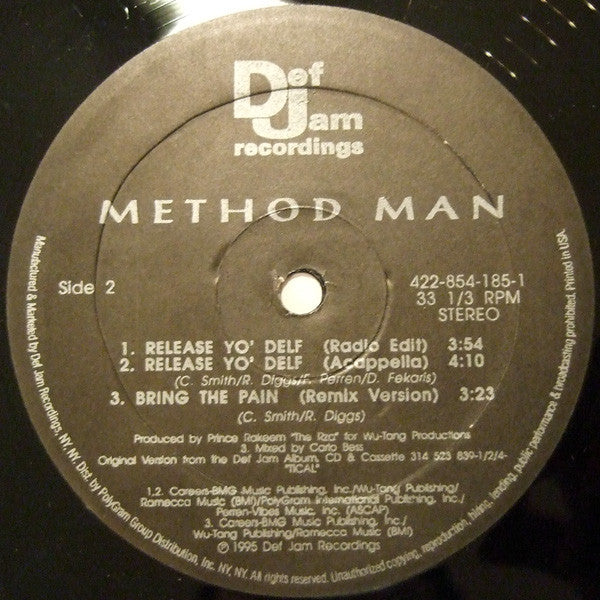 Def
Jam
recordings
METHOD MAN
Side 2
422-854-185-1
33 1/3 RPM
STEREO
1. RELEASE YO' DELF (Radio Edit) 3:54
2. RELEASE YO' DELF (Acappella) 4:10
(C. Smith/R. Diggs/F. Perren/D. Fekaris)
3. BRING THE PAIN (Remix Version) 3:23
(C. Smith/R. Diggs)
Produced by Prince Rakeem "The Rza" for Wu-Tang Productions
3. Mixed by Carlo Bess
Original Version from the Def Jam Album, CD & Cassette 314 523 839-1/2/4-
"TICAL"
1,2. Careers-BMG Music Publishing, Inc./Wu-Tang Publishing/
Ramecca Music (BMI)/PolyGram International Publishing, Inc./
Perren-Vibes Music, Inc. (ASCAP)
3. Careers-BMG Music Publishing, Inc./
Wu-Tang Publishing/Ramecca Music (BMI)
℗ 1995 Def Jam Recordings
Manufactured & Marketed by Def Jam Recordings, NY, NY. Dist. by PolyGram Group Distribution, Inc. NY, NY. All rights reserved. Unauthorized copying, reproduction, hiring, lending, public performance & broadcasting prohibited. Printed in USA.